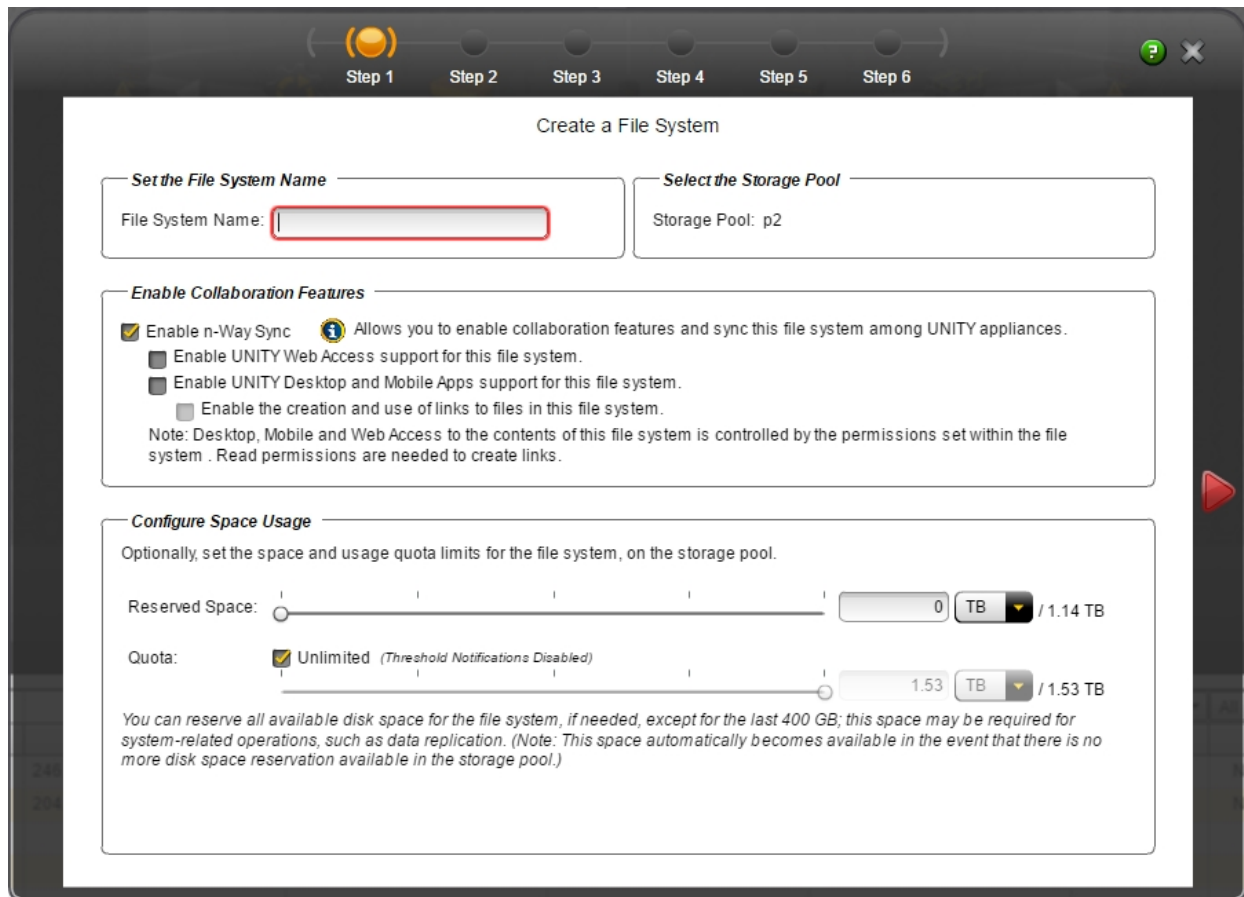 Step 1 Step 2 Step 3 Step 4 Step 5 Step 6
Create a File System
Set the File System Name
File System Name:
Select the Storage Pool
Storage Pool: p2
Enable Collaboration Features
Enable n-Way Sync Allows you to enable collaboration features and sync this file system among UNITY appliances.
Enable UNITY Web Access support for this file system.
Enable UNITY Desktop and Mobile Apps support for this file system.
Enable the creation and use of links to files in this file system.
Note: Desktop, Mobile and Web Access to the contents of this file system is controlled by the permissions set within the file
system . Read permissions are needed to create links.
Configure Space Usage
Optionally, set the space and usage quota limits for the file system, on the storage pool.
Reserved Space: 0 TB / 1.14 TB
Quota: Unlimited (Threshold Notifications Disabled)
1.53 TB / 1.53 TB
You can reserve all available disk space for the file system, if needed, except for the last 400 GB; this space may be required for
system-related operations, such as data replication. (Note: This space automatically becomes available in the event that there is no
more disk space reservation available in the storage pool.)